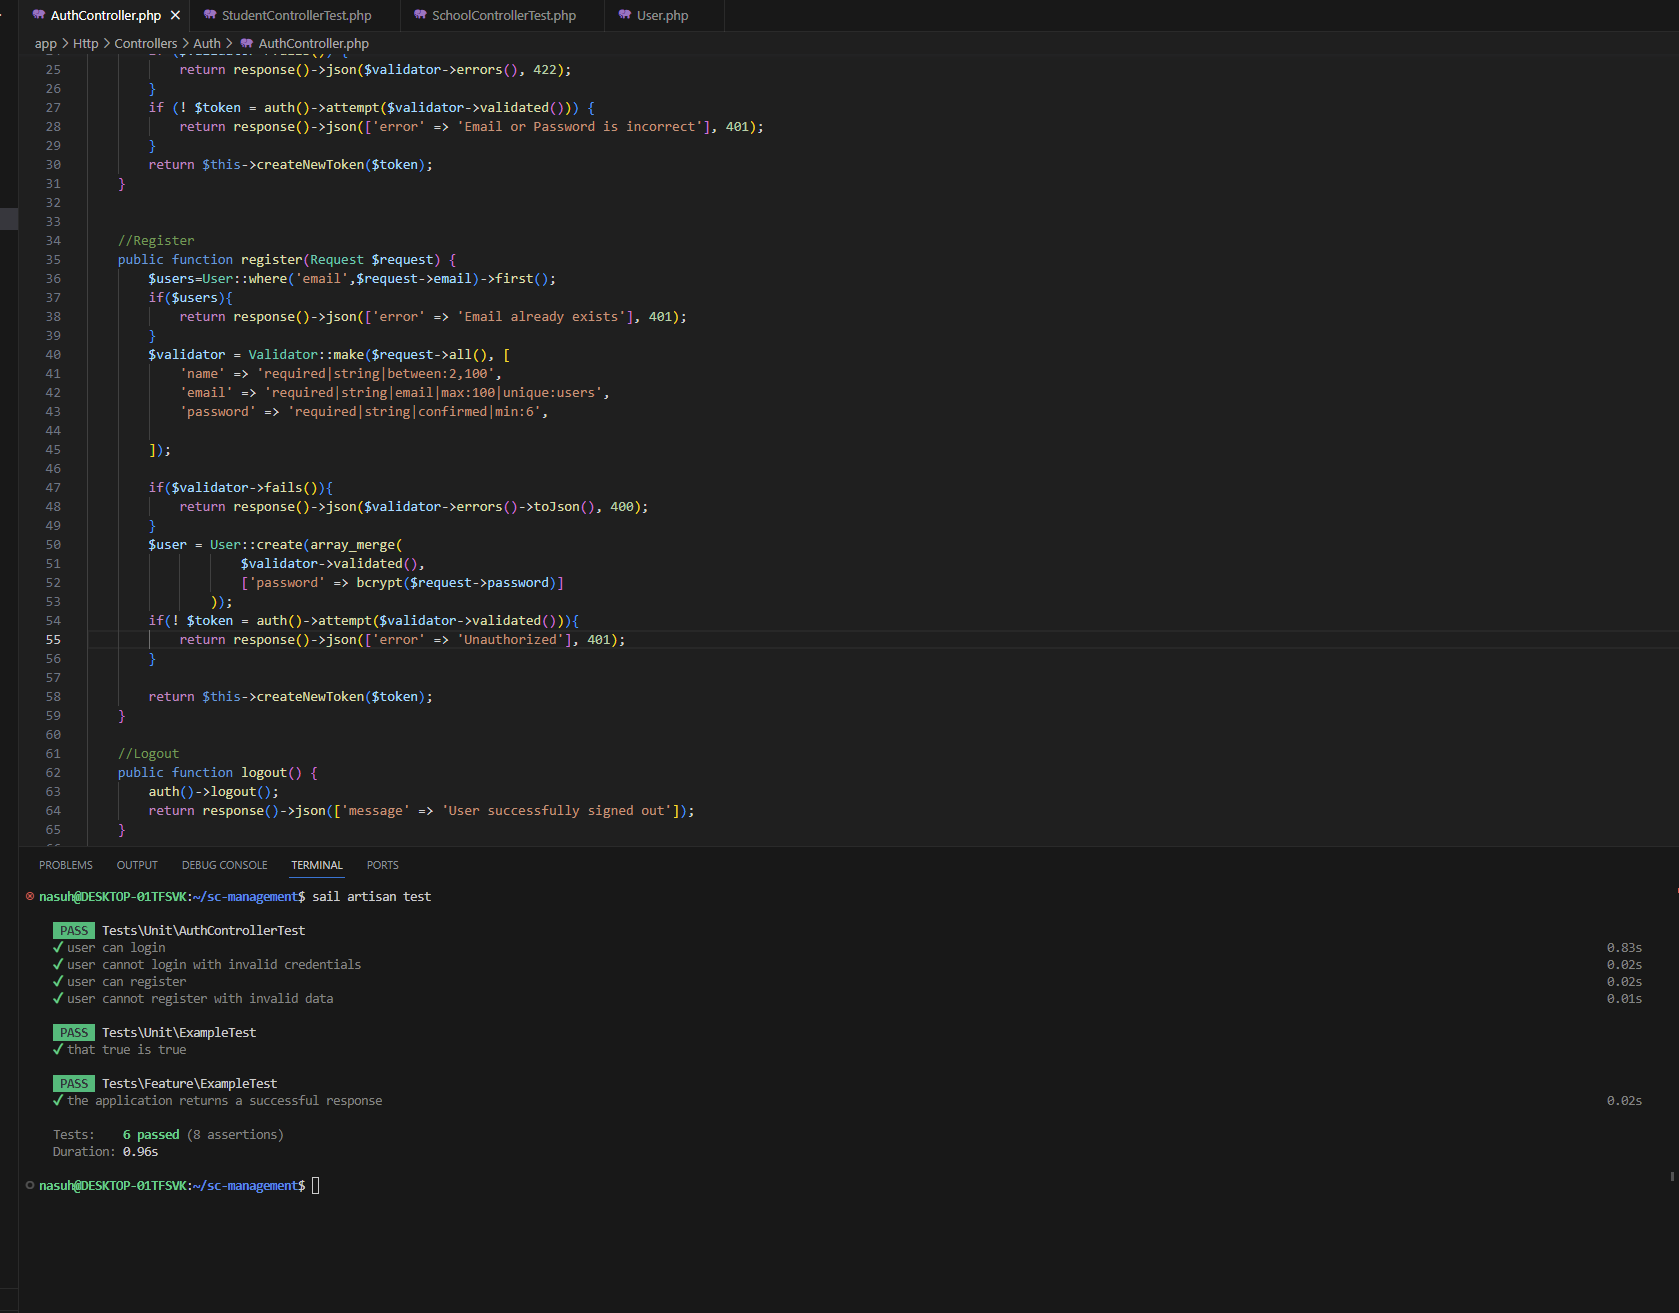 AuthController.php
StudentControllerTest.php
SchoolControllerTest.php
User.php
app > Http > Controllers > Auth > AuthController.php
25 return response()->json($validator->errors(), 422);
26 }
27 if (! $token = auth()->attempt($validator->validated())) {
28 return response()->json(['error' => 'Email or Password is incorrect'], 401);
29 }
30 return $this->createNewToken($token);
31 }
32
33
34 //Register
35 public function register(Request $request) {
36 $users=User::where('email',$request->email)->first();
37 if($users){
38 return response()->json(['error' => 'Email already exists'], 401);
39 }
40 $validator = Validator::make($request->all(), [
41 'name' => 'required|string|between:2,100',
42 'email' => 'required|string|email|max:100|unique:users',
43 'password' => 'required|string|confirmed|min:6',
44
45 ]);
46
47 if($validator->fails()){
48 return response()->json($validator->errors()->toJson(), 400);
49 }
50 $user = User::create(array_merge(
51 $validator->validated(),
52 ['password' => bcrypt($request->password)]
53 ));
54 if(! $token = auth()->attempt($validator->validated())){
55 return response()->json(['error' => 'Unauthorized'], 401);
56 }
57
58 return $this->createNewToken($token);
59 }
60
61 //Logout
62 public function logout() {
63 auth()->logout();
64 return response()->json(['message' => 'User successfully signed out']);
65 }
PROBLEMS OUTPUT DEBUG CONSOLE TERMINAL PORTS
nasuh@DESKTOP-01TFSVK:~/sc-management$ sail artisan test
PASS Tests\Unit\AuthControllerTest
✓ user can login 0.83s
✓ user cannot login with invalid credentials 0.02s
✓ user can register 0.02s
✓ user cannot register with invalid data 0.01s
PASS Tests\Unit\ExampleTest
✓ that true is true
PASS Tests\Feature\ExampleTest
✓ the application returns a successful response 0.02s
Tests: 6 passed (8 assertions)
Duration: 0.96s
nasuh@DESKTOP-01TFSVK:~/sc-management$